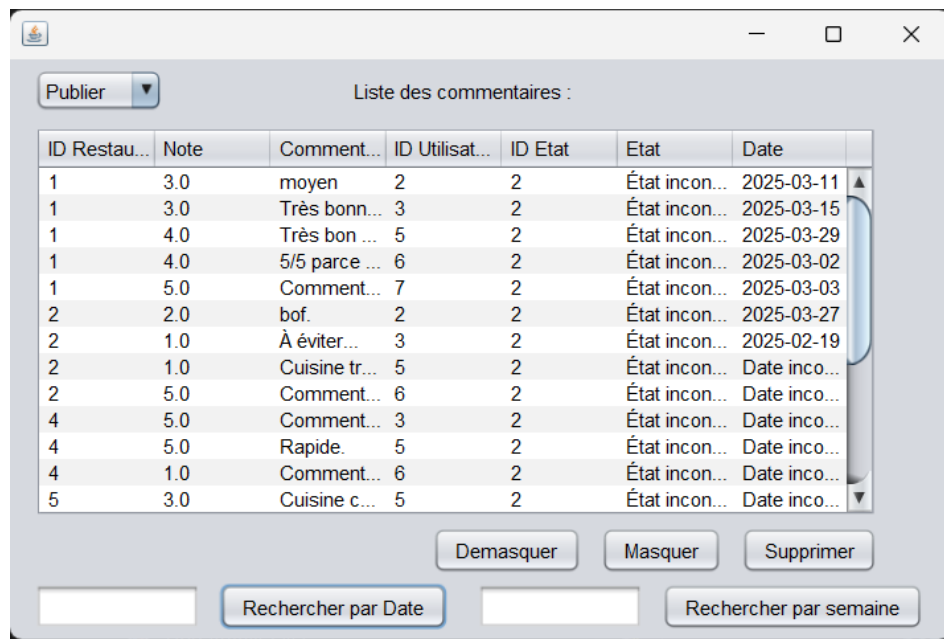 Publier Liste des commentaires :
ID Restau... Note Comment... ID Utilisat... ID Etat Etat Date
1 3.0 moyen 2 2 État incon... 2025-03-11
1 3.0 Très bonn... 3 2 État incon... 2025-03-15
1 4.0 Très bon ... 5 2 État incon... 2025-03-29
1 4.0 5/5 parce ... 6 2 État incon... 2025-03-02
1 5.0 Comment... 7 2 État incon... 2025-03-03
2 2.0 bof. 2 2 État incon... 2025-03-27
2 1.0 À éviter... 3 2 État incon... 2025-02-19
2 1.0 Cuisine tr... 5 2 État incon... Date inco...
2 5.0 Comment... 6 2 État incon... Date inco...
4 5.0 Comment... 3 2 État incon... Date inco...
4 5.0 Rapide. 5 2 État incon... Date inco...
4 1.0 Comment... 6 2 État incon... Date inco...
5 3.0 Cuisine c... 5 2 État incon... Date inco...
Demasquer Masquer Supprimer
Rechercher par Date Rechercher par semaine